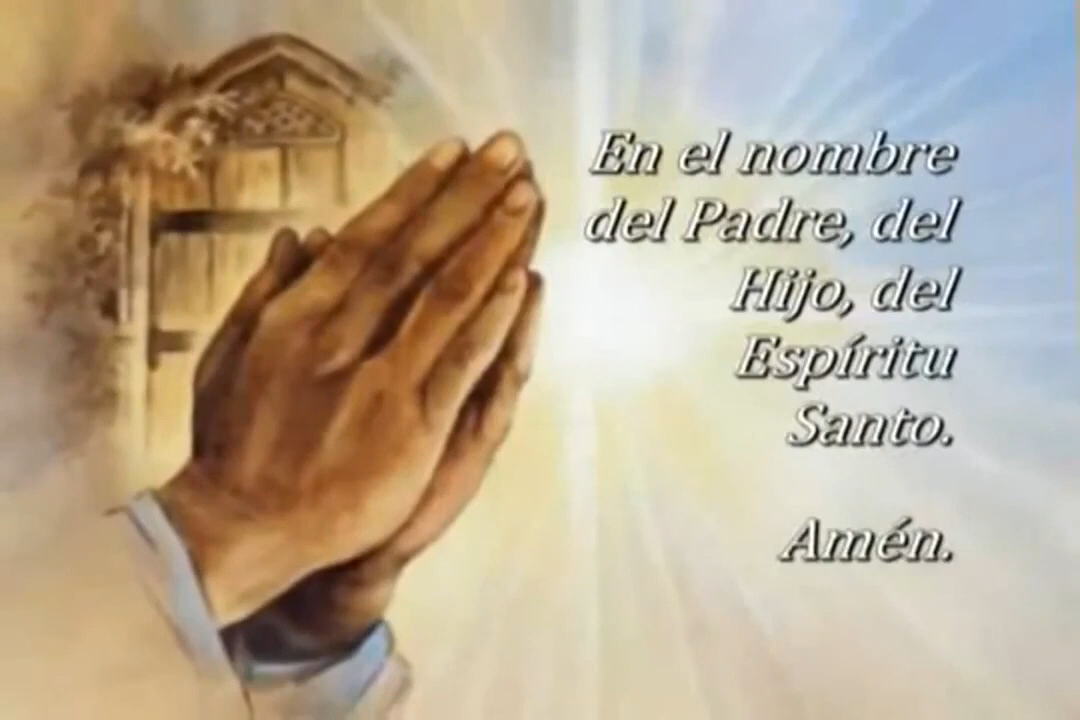 En el nombre
del Padre, del
Hijo, del
Espíritu
Santo.
Amén.